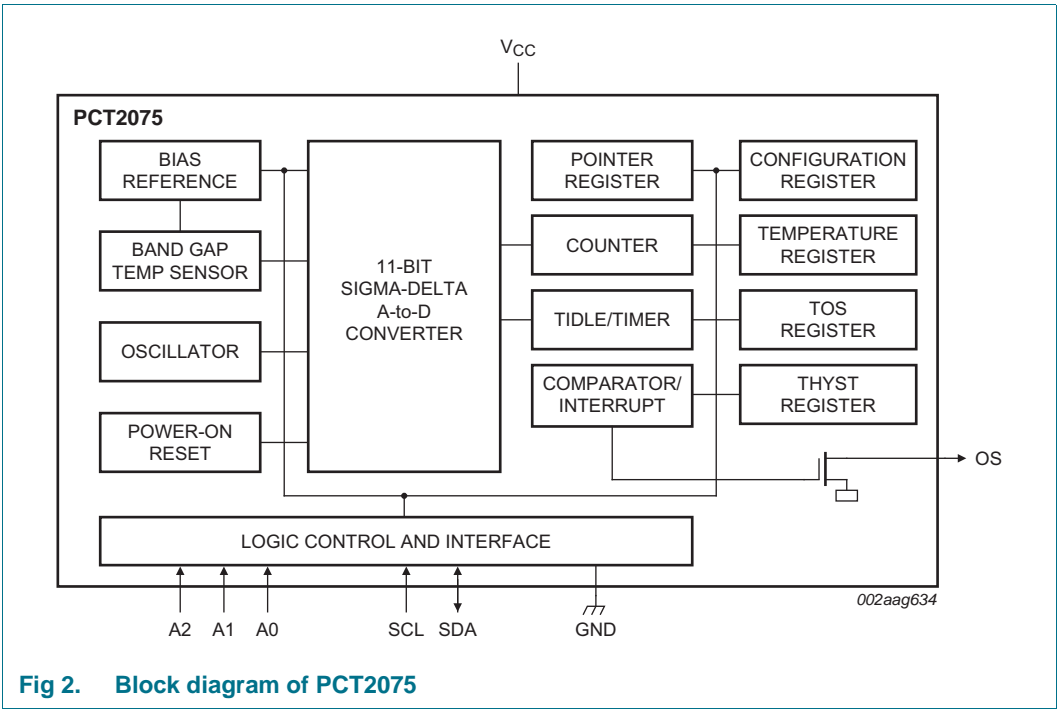 VCC
PCT2075
BIAS
REFERENCE
BAND GAP
TEMP SENSOR
OSCILLATOR
POWER-ON
RESET
11-BIT
SIGMA-DELTA
A-to-D
CONVERTER
POINTER
REGISTER
COUNTER
TIDLE/TIMER
COMPARATOR/
INTERRUPT
CONFIGURATION
REGISTER
TEMPERATURE
REGISTER
TOS
REGISTER
THYST
REGISTER
OS
LOGIC CONTROL AND INTERFACE
A2 A1 A0 SCL SDA GND
002aag634
Fig 2. Block diagram of PCT2075